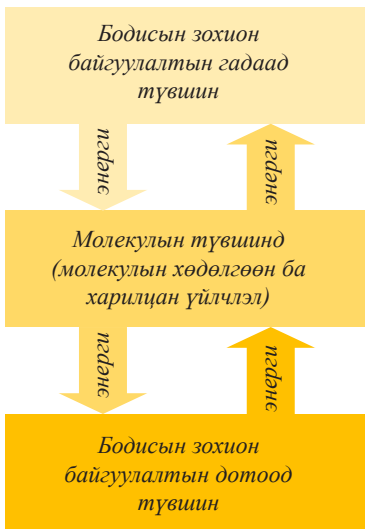 Бодисын зохион
байгуулалтын гадаад
түвшин
энерги
энерги
Молекулын түвшинд
(молекулын хөдөлгөөн ба
харилцан үйлчлэл)
энерги
энерги
Бодисын зохион
байгуулалтын дотоод
түвшин